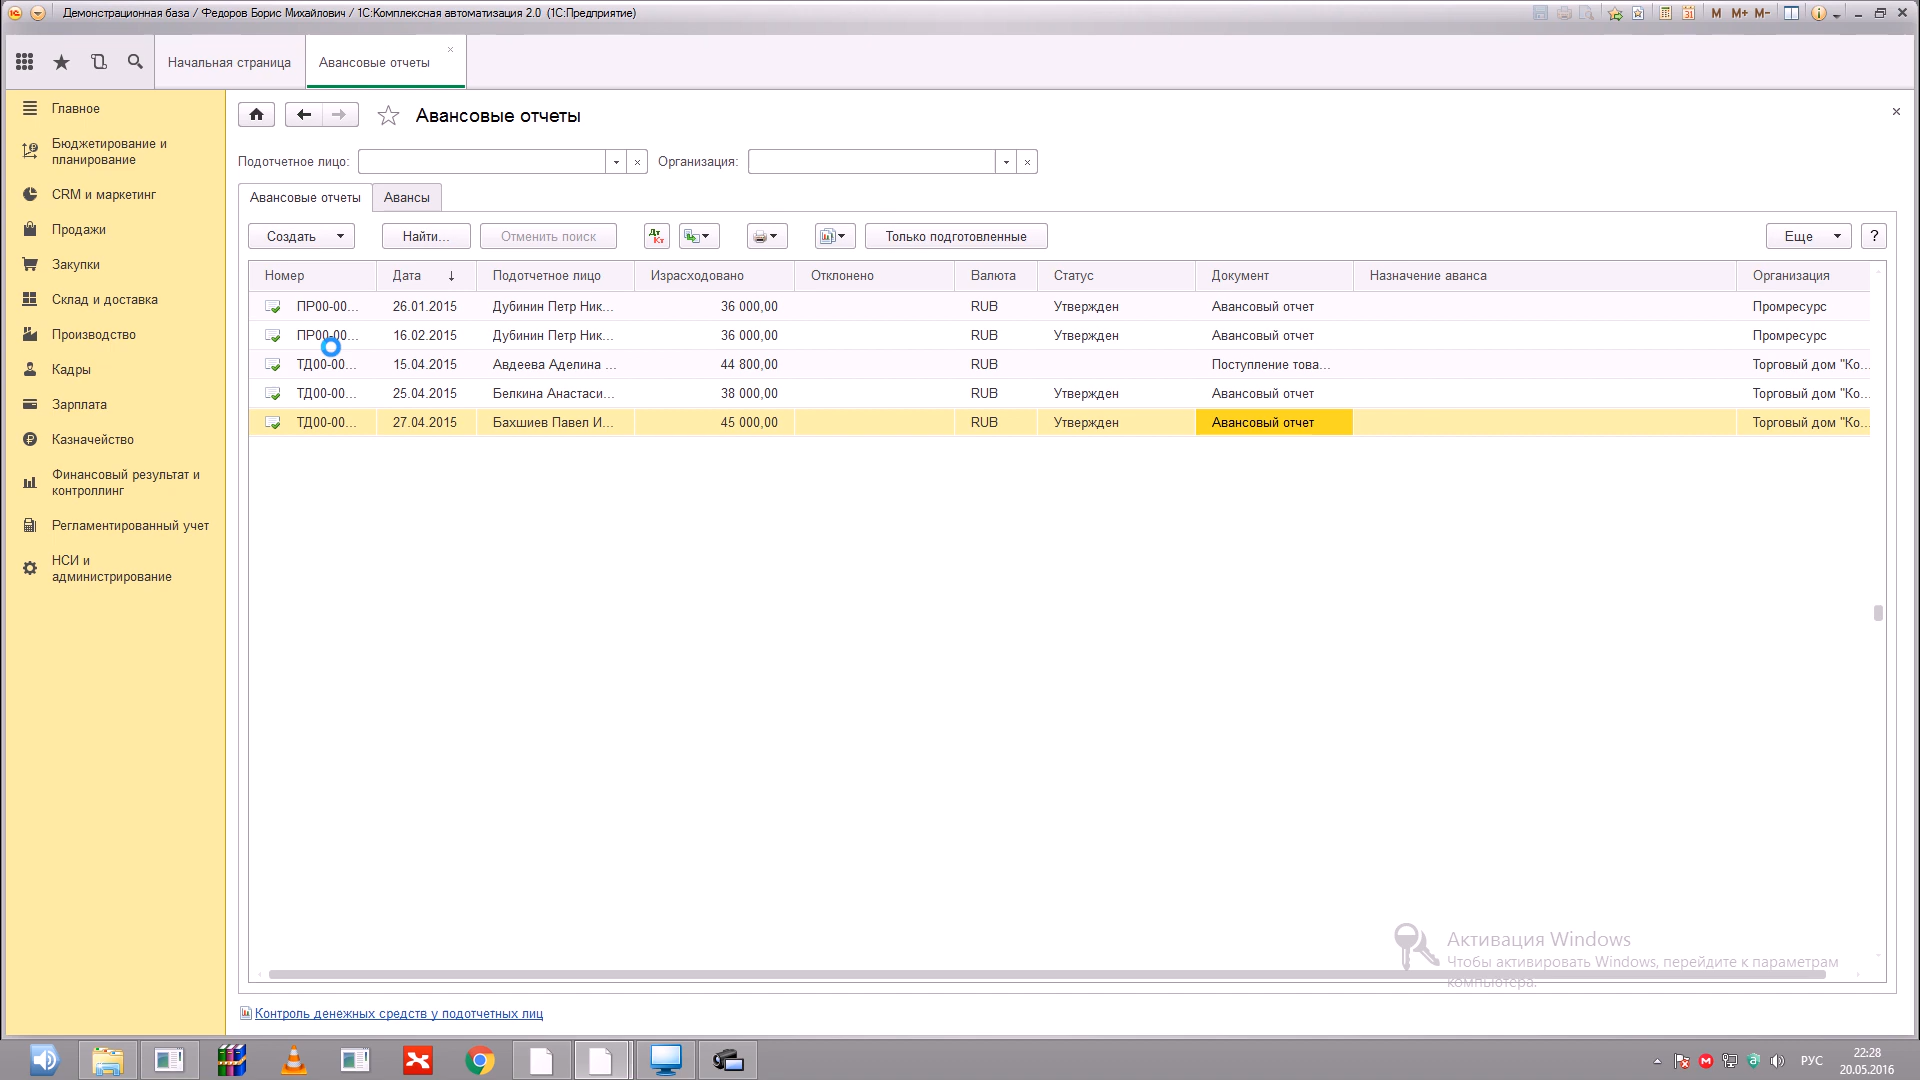 Демонстрационная база / Федоров Борис Михайлович / 1С:Комплексная автоматизация 2.0 (1С:Предприятие)
M M+ M-
Начальная страница
Авансовые отчеты
Главное
Бюджетирование и
планирование
CRM и маркетинг
Продажи
Закупки
Склад и доставка
Производство
Кадры
Зарплата
Казначейство
Финансовый результат и
контроллинг
Регламентированный учет
НСИ и
администрирование
Авансовые отчеты
Подотчетное лицо: Организация:
Авансовые отчеты Авансы
Создать Найти... Отменить поиск Дт Кт Только подготовленные Еще ?
Номер Дата ↓ Подотчетное лицо Израсходовано Отклонено Валюта Статус Документ Назначение аванса Организация
ПР00-00... 26.01.2015 Дубинин Петр Ник... 36 000,00 RUB Утвержден Авансовый отчет Промресурс
ПР00-00... 16.02.2015 Дубинин Петр Ник... 36 000,00 RUB Утвержден Авансовый отчет Промресурс
ТД00-00... 15.04.2015 Авдеева Аделина ... 44 800,00 RUB Поступление това... Торговый дом "Ко...
ТД00-00... 25.04.2015 Белкина Анастаси... 38 000,00 RUB Утвержден Авансовый отчет Торговый дом "Ко...
ТД00-00... 27.04.2015 Бахшиев Павел И... 45 000,00 RUB Утвержден Авансовый отчет Торговый дом "Ко...
Активация Windows
Чтобы активировать Windows, перейдите к параметрам
компьютера.
Контроль денежных средств у подотчетных лиц
РУС
22:28
20.05.2016